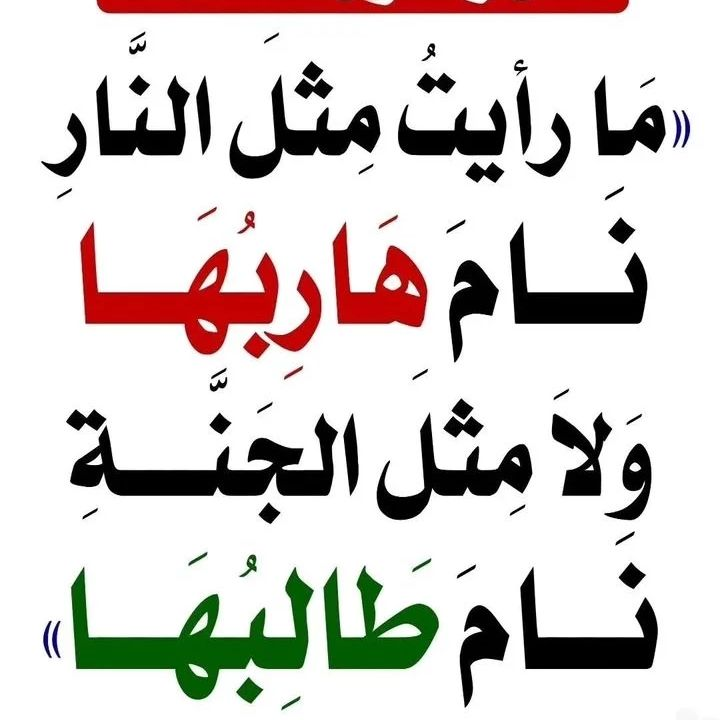 «مَا رأيتُ مِثلَ النَّارِ
نَـامَ هَارِبُهَـا
وَلاَ مِثلَ الجَنَّـةِ
نَـامَ طَالِبُهَـا»